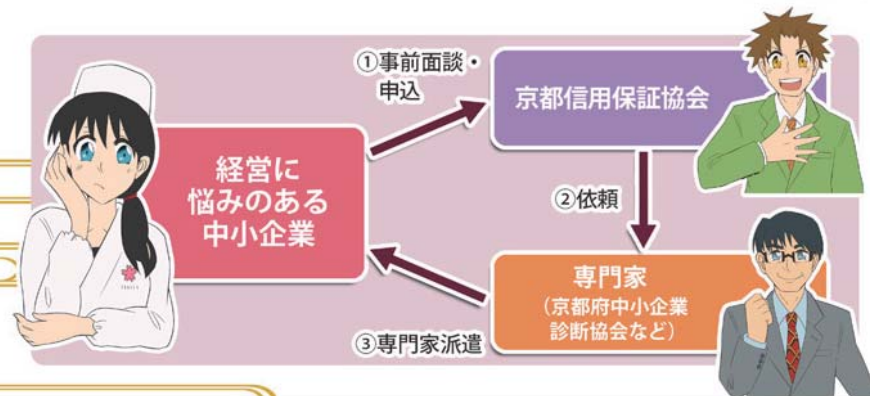 ①事前面談・
申込
京都信用保証協会
経営に
悩みのある
中小企業
②依頼
専門家
（京都府中小企業
診断協会など）
③専門家派遣